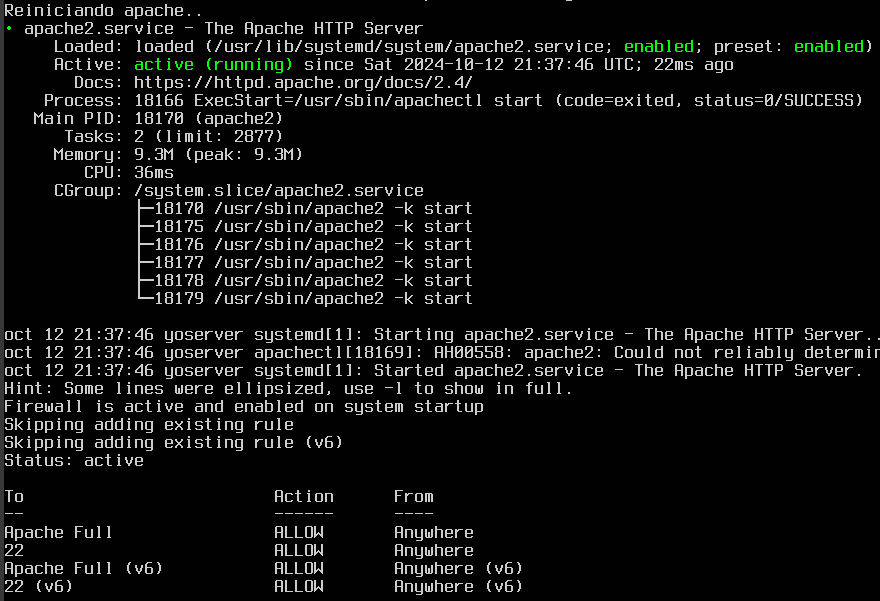 Reiniciando apache..
• apache2.service - The Apache HTTP Server
Loaded: loaded (/usr/lib/systemd/system/apache2.service; enabled; preset: enabled)
Active: active (running) since Sat 2024-10-12 21:37:46 UTC; 22ms ago
Docs: https://httpd.apache.org/docs/2.4/
Process: 18166 ExecStart=/usr/sbin/apachectl start (code=exited, status=0/SUCCESS)
Main PID: 18170 (apache2)
Tasks: 2 (limit: 2877)
Memory: 9.3M (peak: 9.3M)
CPU: 36ms
CGroup: /system.slice/apache2.service
├─18170 /usr/sbin/apache2 -k start
├─18175 /usr/sbin/apache2 -k start
├─18176 /usr/sbin/apache2 -k start
├─18177 /usr/sbin/apache2 -k start
├─18178 /usr/sbin/apache2 -k start
└─18179 /usr/sbin/apache2 -k start
oct 12 21:37:46 yoserver systemd[1]: Starting apache2.service - The Apache HTTP Server..
oct 12 21:37:46 yoserver apachectl[18169]: AH00558: apache2: Could not reliably determin
oct 12 21:37:46 yoserver systemd[1]: Started apache2.service - The Apache HTTP Server.
Hint: Some lines were ellipsized, use -l to show in full.
Firewall is active and enabled on system startup
Skipping adding existing rule
Skipping adding existing rule (v6)
Status: active
To Action From
-- ------ ----
Apache Full ALLOW Anywhere
22 ALLOW Anywhere
Apache Full (v6) ALLOW Anywhere (v6)
22 (v6) ALLOW Anywhere (v6)